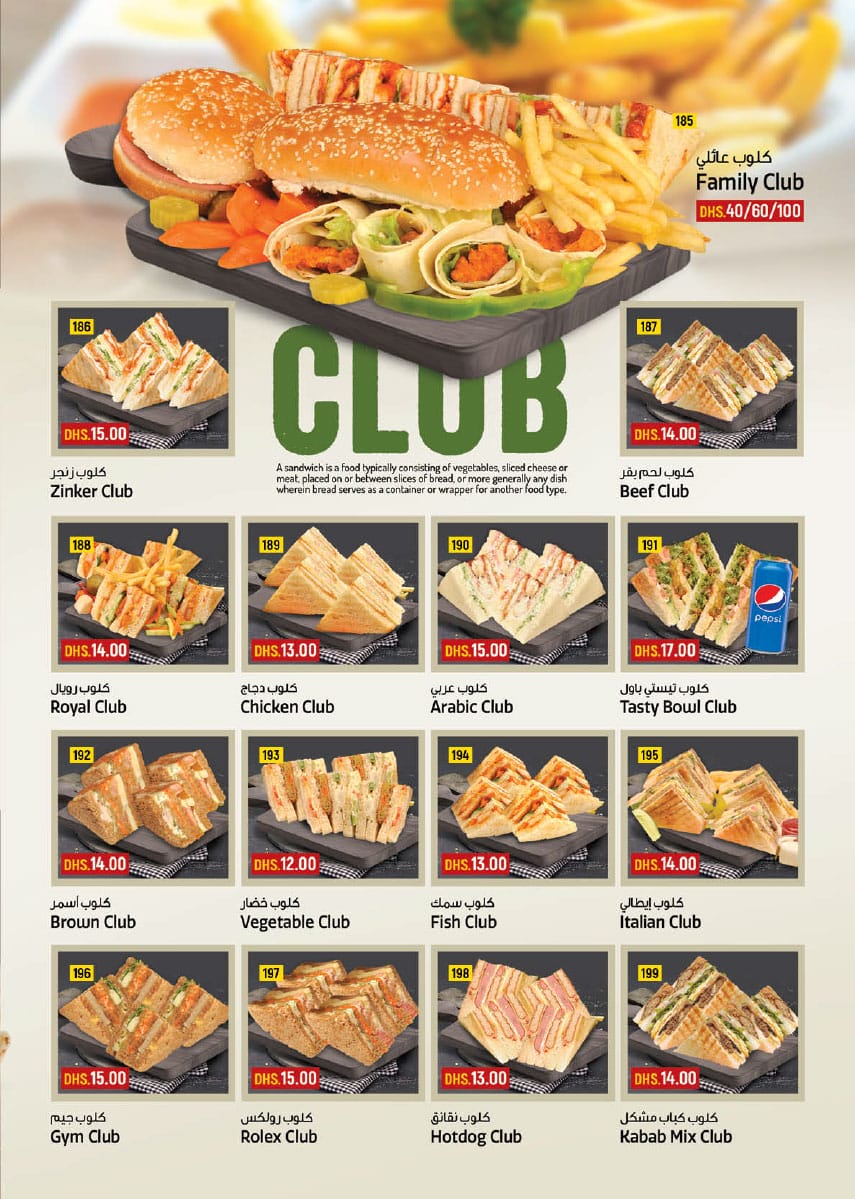 185
كلوب عائلي
Family Club
DHS.40/60/100
186
DHS.15.00
كلوب زنجر
Zinker Club
CLUB
A sandwich is a food typically consisting of vegetables, sliced cheese or
meat, placed on or between slices of bread, or more generally any dish
wherein bread serves as a container or wrapper for another food type.
187
DHS.14.00
كلوب لحم بقر
Beef Club
188
DHS.14.00
كلوب رويال
Royal Club
189
DHS.13.00
كلوب دجاج
Chicken Club
190
DHS.15.00
كلوب عربي
Arabic Club
191
pepsi
DHS.17.00
كلوب تيستي باول
Tasty Bowl Club
192
DHS.14.00
كلوب أسمر
Brown Club
193
DHS.12.00
كلوب خضار
Vegetable Club
194
DHS.13.00
كلوب سمك
Fish Club
195
DHS.14.00
كلوب إيطالي
Italian Club
196
DHS.15.00
كلوب جيم
Gym Club
197
DHS.15.00
كلوب رولكس
Rolex Club
198
DHS.13.00
كلوب نقانق
Hotdog Club
199
DHS.14.00
كلوب كباب مشكل
Kabab Mix Club